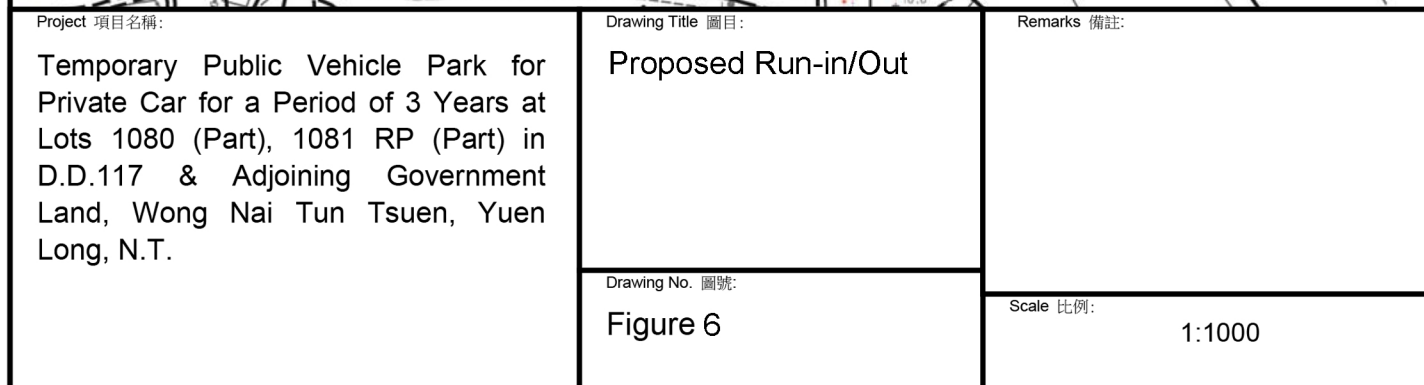 Project 項目名稱:
Temporary Public Vehicle Park for
Private Car for a Period of 3 Years at
Lots 1080 (Part), 1081 RP (Part) in
D.D.117 & Adjoining Government
Land, Wong Nai Tun Tsuen, Yuen
Long, N.T.
Drawing Title 圖目:
Proposed Run-in/Out
Drawing No. 圖號:
Figure 6
Remarks 備註:
Scale 比例:
1:1000